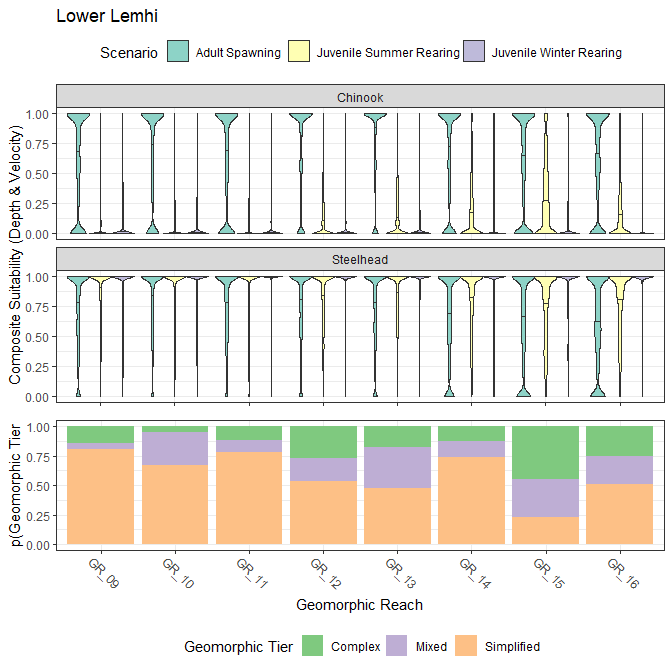 Lower Lemhi
Scenario Adult Spawning Juvenile Summer Rearing Juvenile Winter Rearing
Composite Suitability (Depth & Velocity)
Chinook
1.00
0.75
0.50
0.25
0.00
Steelhead
1.00
0.75
0.50
0.25
0.00
p(Geomorphic Tier
1.00
0.75
0.50
0.25
0.00
GR_09 GR_10 GR_11 GR_12 GR_13 GR_14 GR_15 GR_16
Geomorphic Reach
Geomorphic Tier Complex Mixed Simplified